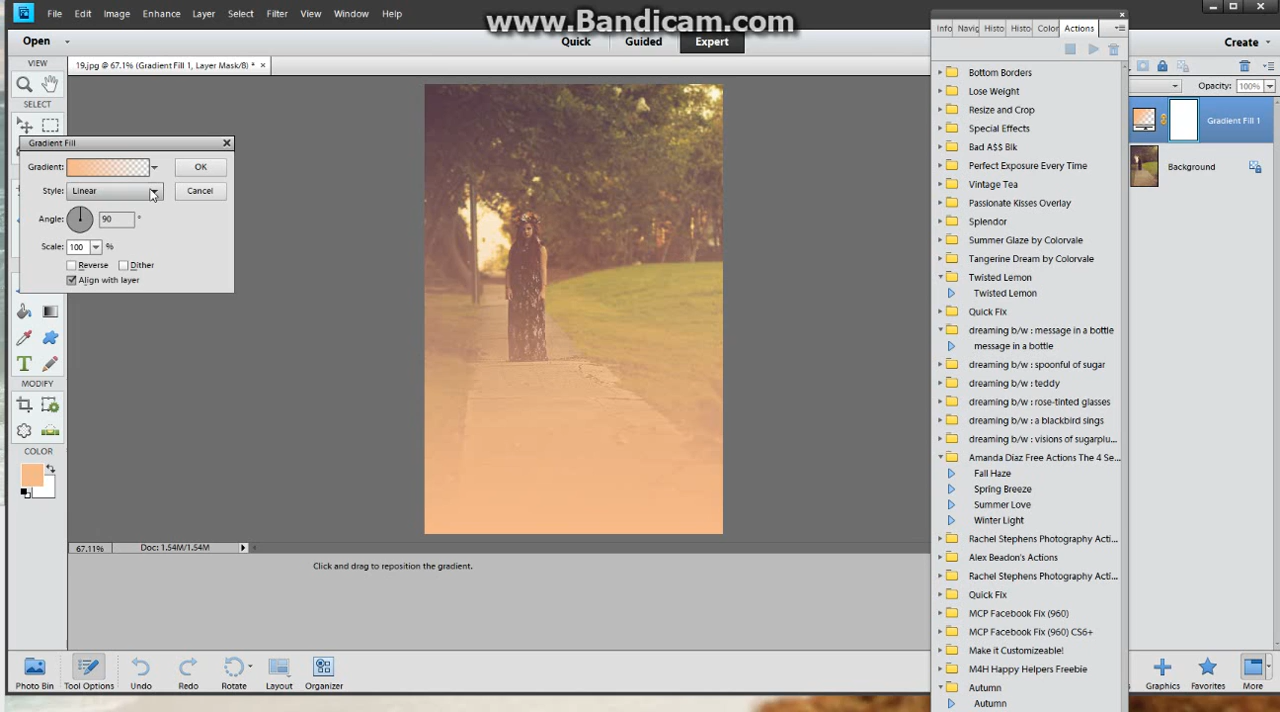 File Edit Image Enhance Layer Select Filter View Window Help
www.Bandicam.com
Open
Quick Guided Expert
Create
19.jpg @ 67.1% (Gradient Fill 1, Layer Mask/8) * ×
VIEW
SELECT
MODIFY
COLOR
Gradient Fill
Gradient:
OK
Style: Linear
Cancel
Angle: 90 °
Scale: 100 %
Reverse Dither
Align with layer
67.11% Doc: 1.54M/1.54M
Click and drag to reposition the gradient.
Photo Bin Tool Options Undo Redo Rotate Layout Organizer
Info Navig Histo Histo Color Actions
Bottom Borders
Lose Weight
Resize and Crop
Special Effects
Bad A$$ Blk
Perfect Exposure Every Time
Vintage Tea
Passionate Kisses Overlay
Splendor
Summer Glaze by Colorvale
Tangerine Dream by Colorvale
Twisted Lemon
Twisted Lemon
Quick Fix
dreaming b/w : message in a bottle
message in a bottle
dreaming b/w : spoonful of sugar
dreaming b/w : teddy
dreaming b/w : rose-tinted glasses
dreaming b/w : a blackbird sings
dreaming b/w : visions of sugarplu...
Amanda Diaz Free Actions The 4 Se...
Fall Haze
Spring Breeze
Summer Love
Winter Light
Rachel Stephens Photography Acti...
Alex Beadon's Actions
Rachel Stephens Photography Acti...
Quick Fix
MCP Facebook Fix (960)
MCP Facebook Fix (960) CS6+
Make it Customizeable!
M4H Happy Helpers Freebie
Autumn
Autumn
Opacity: 100%
Gradient Fill 1
Background
Graphics Favorites More